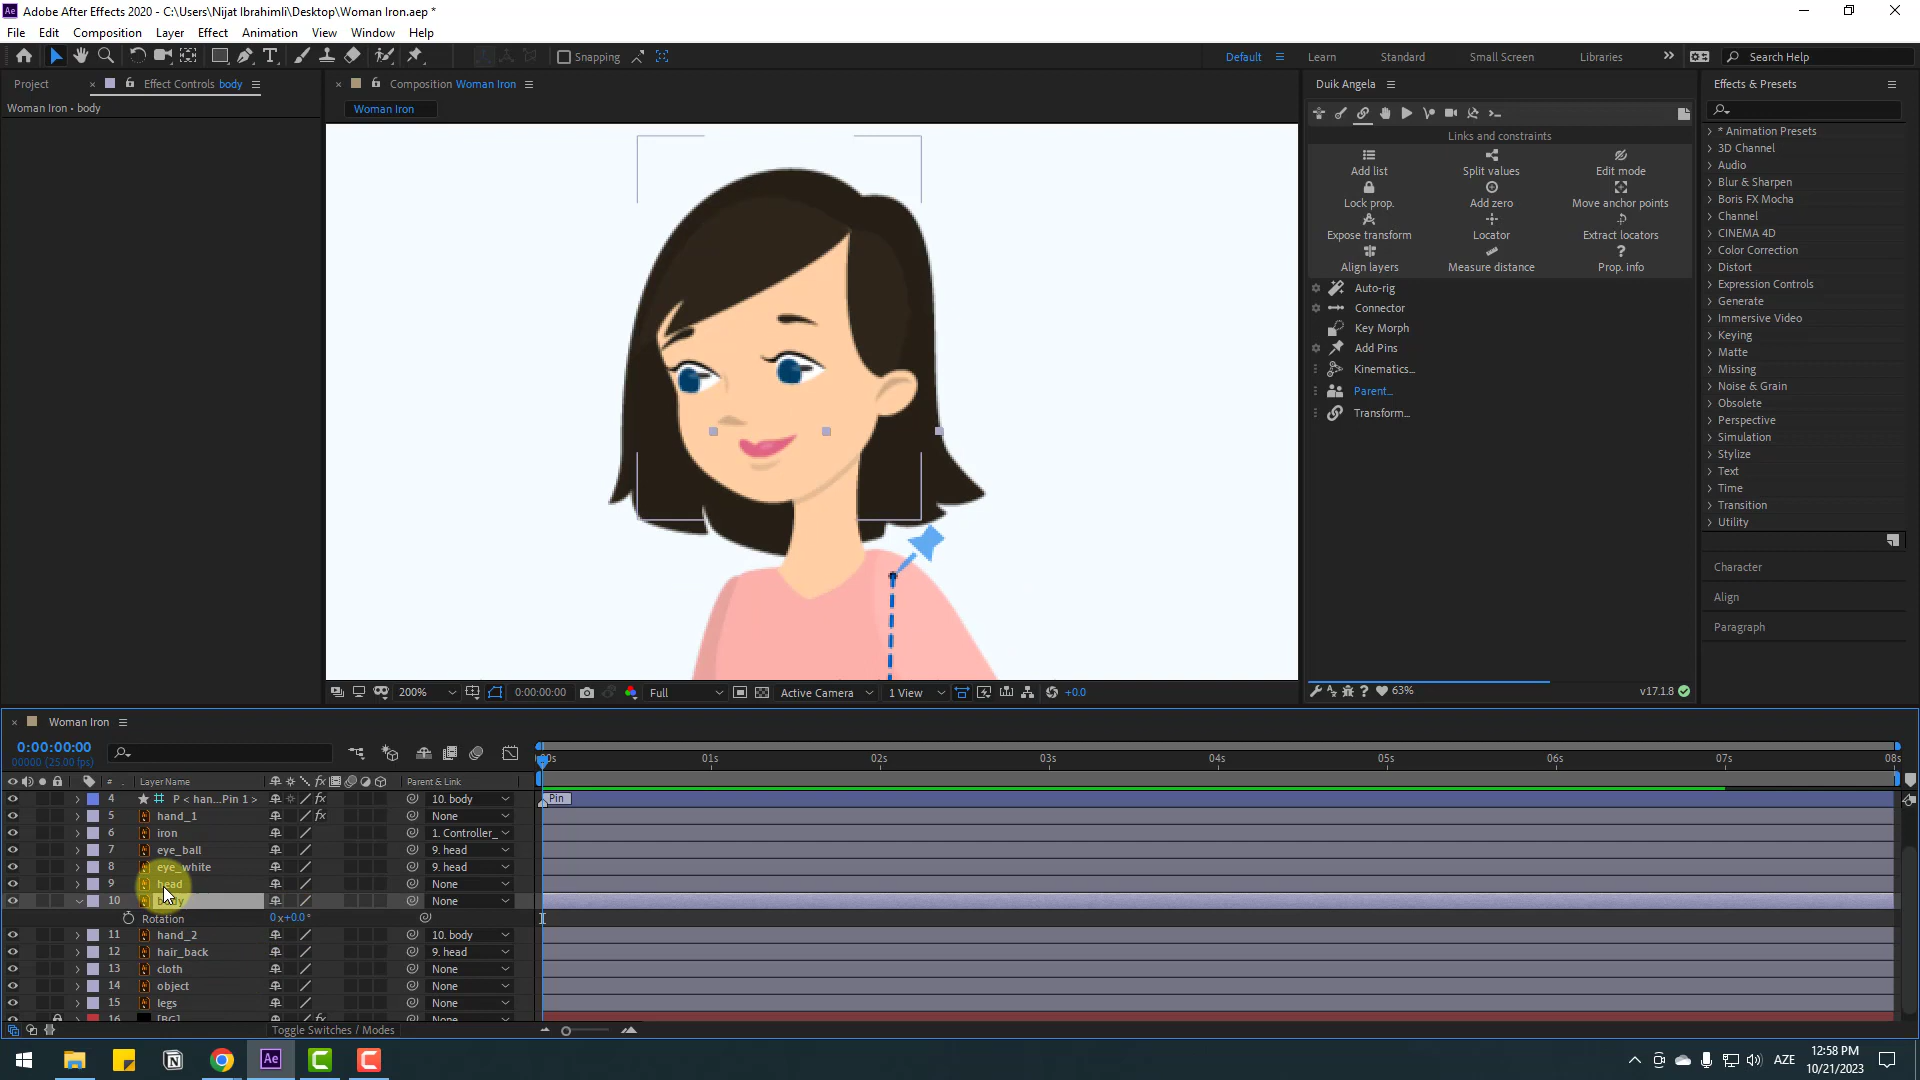 Adobe After Effects 2020 - C:\Users\Nijat Ibrahimli\Desktop\Woman Iron.aep *
File Edit Composition Layer Effect Animation View Window Help
Snapping
Default Learn Standard Small Screen Libraries Search Help
Project
Effect Controls body
Woman Iron • body
Composition Woman Iron
Woman Iron
Duik Angela
Links and constraints
Add list Split values Edit mode
Lock prop. Add zero Move anchor points
Expose transform Locator Extract locators
Align layers Measure distance Prop. info
Auto-rig
Connector
Key Morph
Add Pins
Kinematics...
Parent...
Transform...
63%
v17.1.8
Effects & Presets
* Animation Presets
3D Channel
Audio
Blur & Sharpen
Boris FX Mocha
Channel
CINEMA 4D
Color Correction
Distort
Expression Controls
Generate
Immersive Video
Keying
Matte
Missing
Noise & Grain
Obsolete
Perspective
Simulation
Stylize
Text
Time
Transition
Utility
Character
Align
Paragraph
200% 0:00:00:00 Full Active Camera 1 View +0.0
Woman Iron
0:00:00:00
00000 (25.00 fps)
00s 01s 02s 03s 04s 05s 06s 07s 08s
# Layer Name Parent & Link
4 P < han...Pin 1 > 10. body Pin
5 hand_1 None
6 iron 1. Controller_
7 eye_ball 9. head
8 eye_white 9. head
9 head None
10 body None
Rotation 0x+0.0°
11 hand_2 10. body
12 hair_back 9. head
13 cloth None
14 object None
15 legs None
16 [BG] None
Toggle Switches / Modes
AZE
12:58 PM
10/21/2023